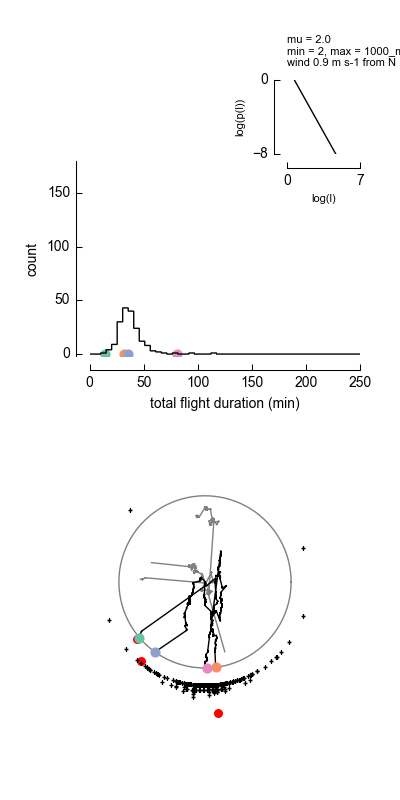 mu = 2.0
min = 2, max = 1000_m
wind 0.9 m s-1 from N
0
log(p(l))
−8
0 7
log(l)
150
100
count
50
0
0 50 100 150 200 250
total flight duration (min)